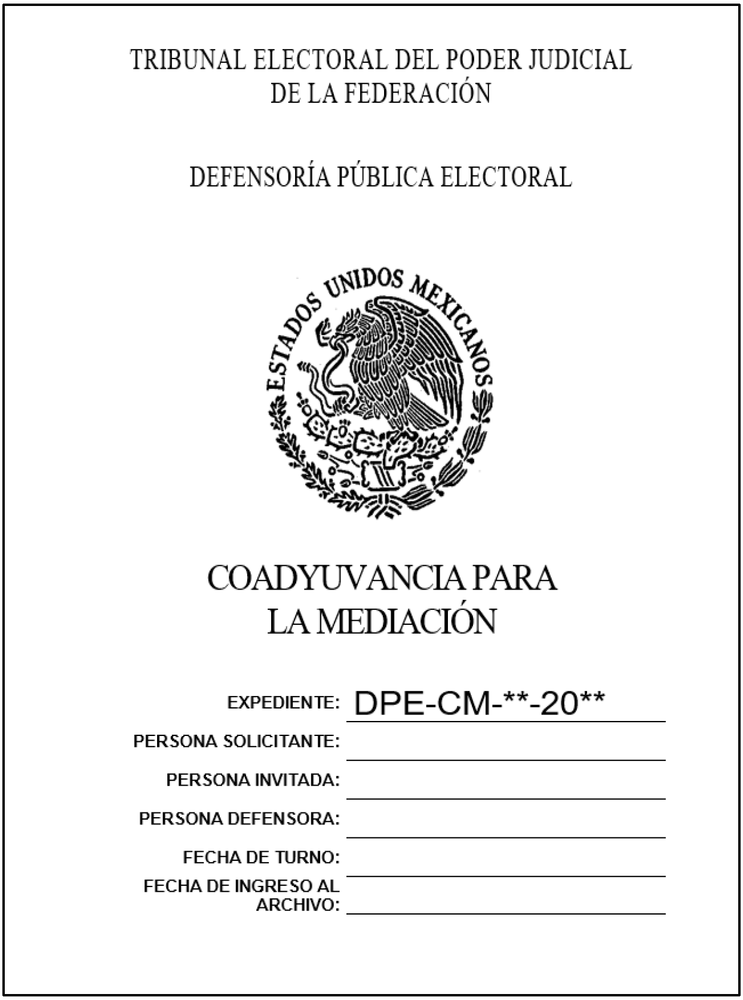 TRIBUNAL ELECTORAL DEL PODER JUDICIAL
DE LA FEDERACIÓN
DEFENSORÍA PÚBLICA ELECTORAL
ESTADOS UNIDOS MEXICANOS
COADYUVANCIA PARA
LA MEDIACIÓN
EXPEDIENTE: DPE-CM-**-20**
PERSONA SOLICITANTE:
PERSONA INVITADA:
PERSONA DEFENSORA:
FECHA DE TURNO:
FECHA DE INGRESO AL
ARCHIVO: